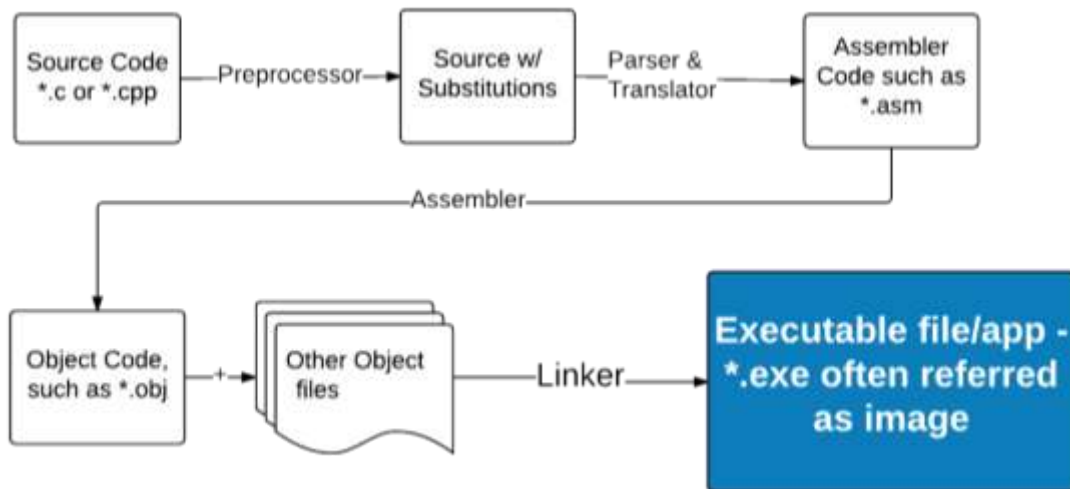 Source Code
*.c or *.cpp
Preprocessor
Source w/
Substitutions
Parser &
Translator
Assembler
Code such as
*.asm
Assembler
Object Code,
such as *.obj
+
Other Object
files
Linker
Executable file/app -
*.exe often referred
as image